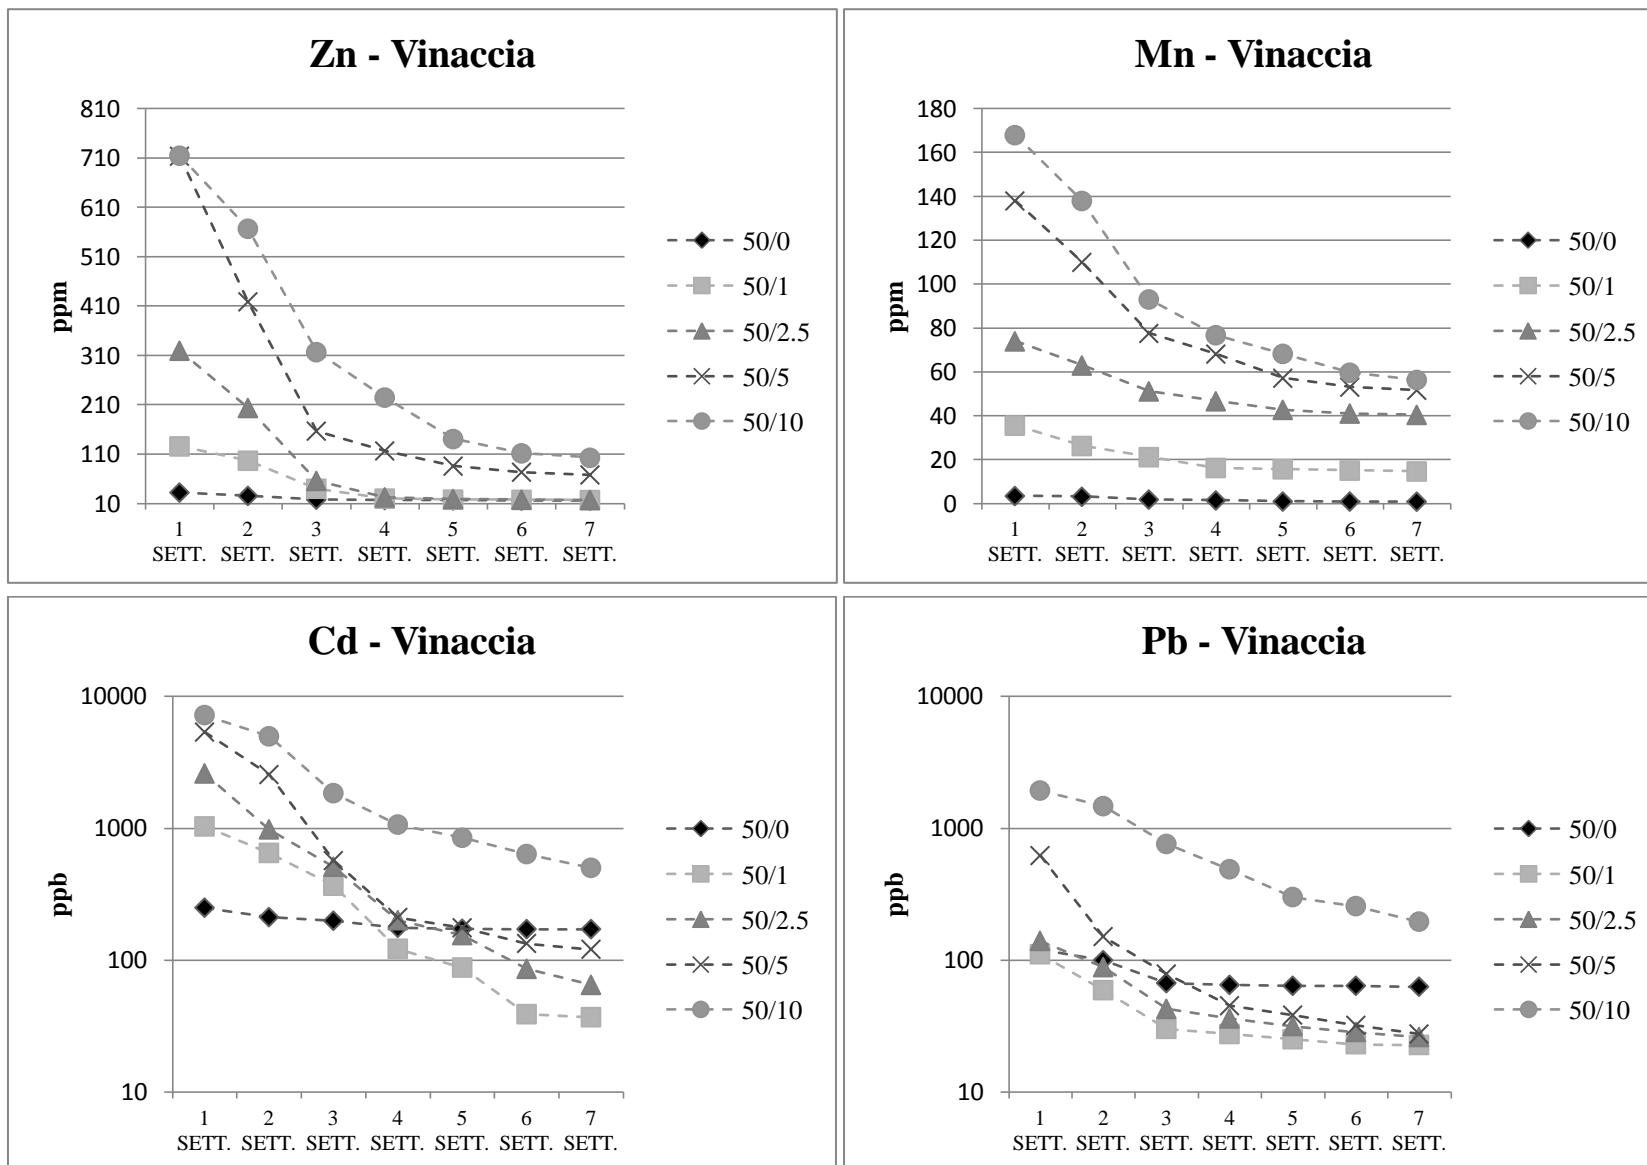 Zn - Vinaccia
810
710
610
510
410
310
210
110
10
ppm
1 2 3 4 5 6 7
SETT. SETT. SETT. SETT. SETT. SETT. SETT.
50/0
50/1
50/2.5
50/5
50/10
Mn - Vinaccia
180
160
140
120
100
80
60
40
20
0
ppm
1 2 3 4 5 6 7
SETT. SETT. SETT. SETT. SETT. SETT. SETT.
50/0
50/1
50/2.5
50/5
50/10
Cd - Vinaccia
10000
1000
100
10
ppb
1 2 3 4 5 6 7
SETT. SETT. SETT. SETT. SETT. SETT. SETT.
50/0
50/1
50/2.5
50/5
50/10
Pb - Vinaccia
10000
1000
100
10
ppb
1 2 3 4 5 6 7
SETT. SETT. SETT. SETT. SETT. SETT. SETT.
50/0
50/1
50/2.5
50/5
50/10